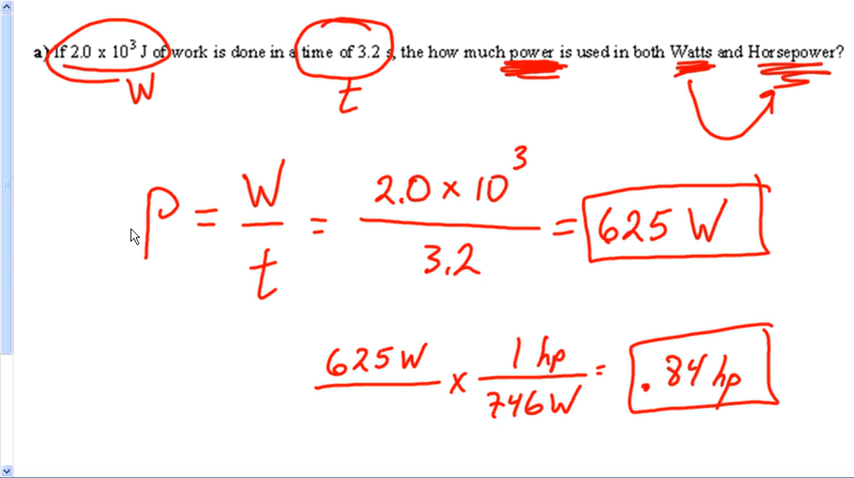 a) If 2.0 x 10³ J of work is done in a time of 3.2 s, the how much power is used in both Watts and Horsepower?
W t
P = W/t = 2.0 x 10³/3.2 = 625 W
625 W x 1 hp/746 W = .84 hp